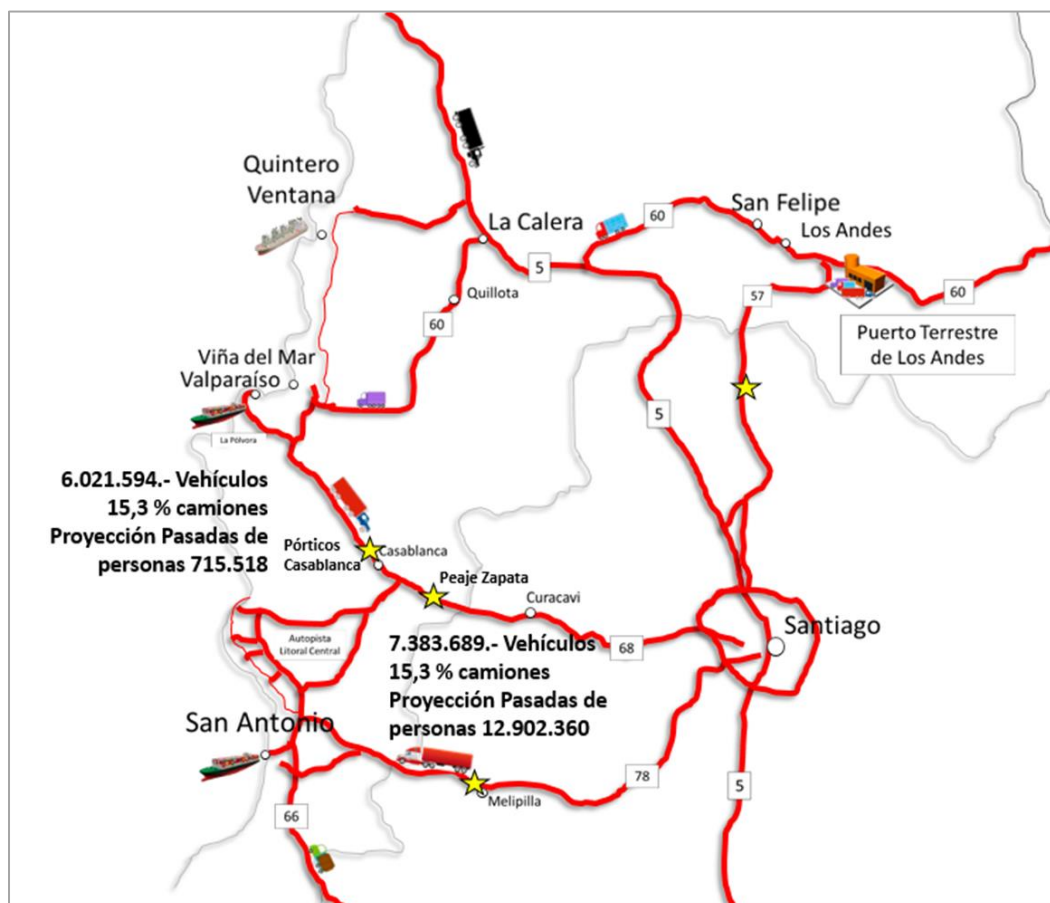 Quintero
Ventana
La Calera
60
San Felipe
Los Andes
5
Quillota
57
60
60
Puerto Terrestre
de Los Andes
Viña del Mar
Valparaíso
5
La Pólvora
6.021.594.- Vehículos
15,3 % camiones
Proyección Pasadas de
personas 715.518
Pórticos
Casablanca
Casablanca
Peaje Zapata
Curacavi
Santiago
Autopista
Litoral Central
68
7.383.689.- Vehículos
15,3 % camiones
Proyección Pasadas de
personas 12.902.360
San Antonio
78
5
Melipilla
66